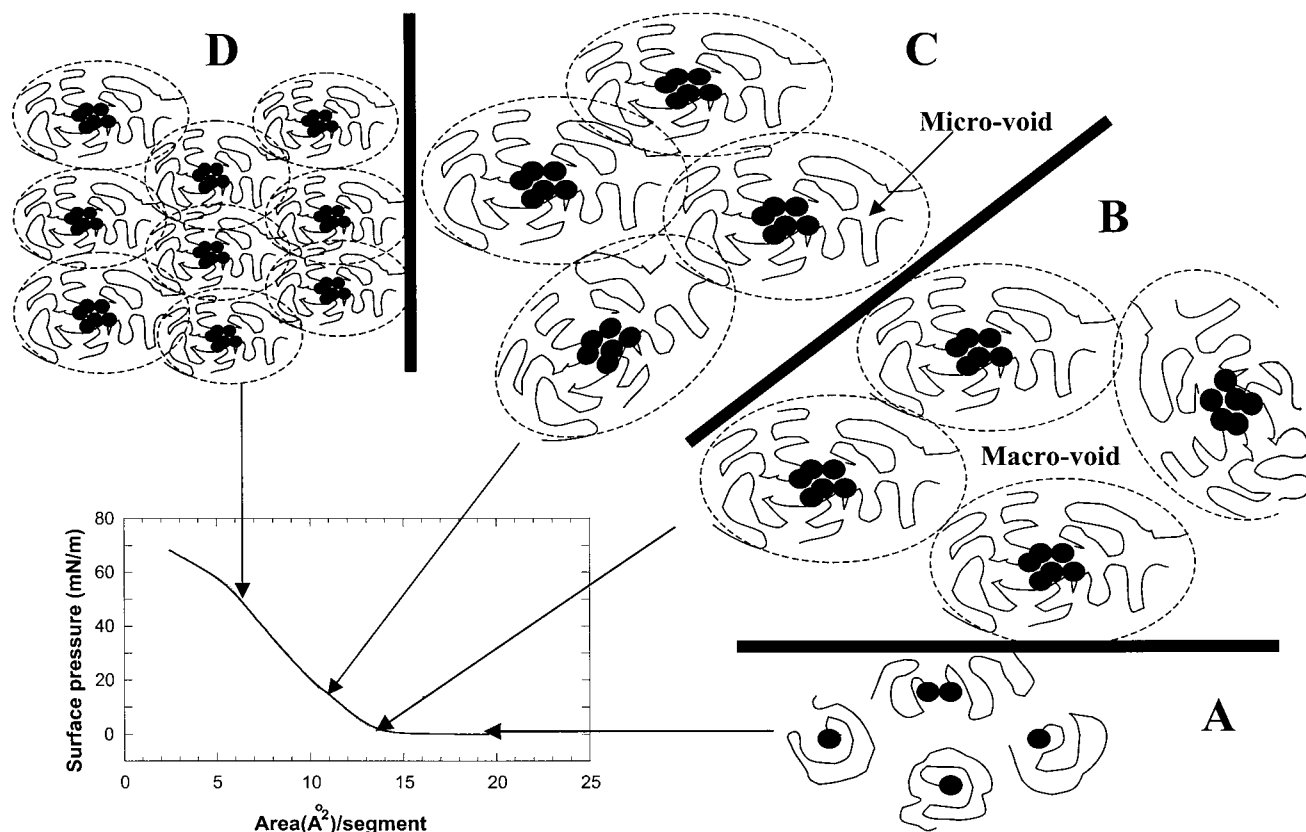 D
C
Micro-void
B
Macro-void
A
Surface pressure (mN/m)
80
60
40
20
0
0 5 10 15 20 25
Area(Å²)/segment